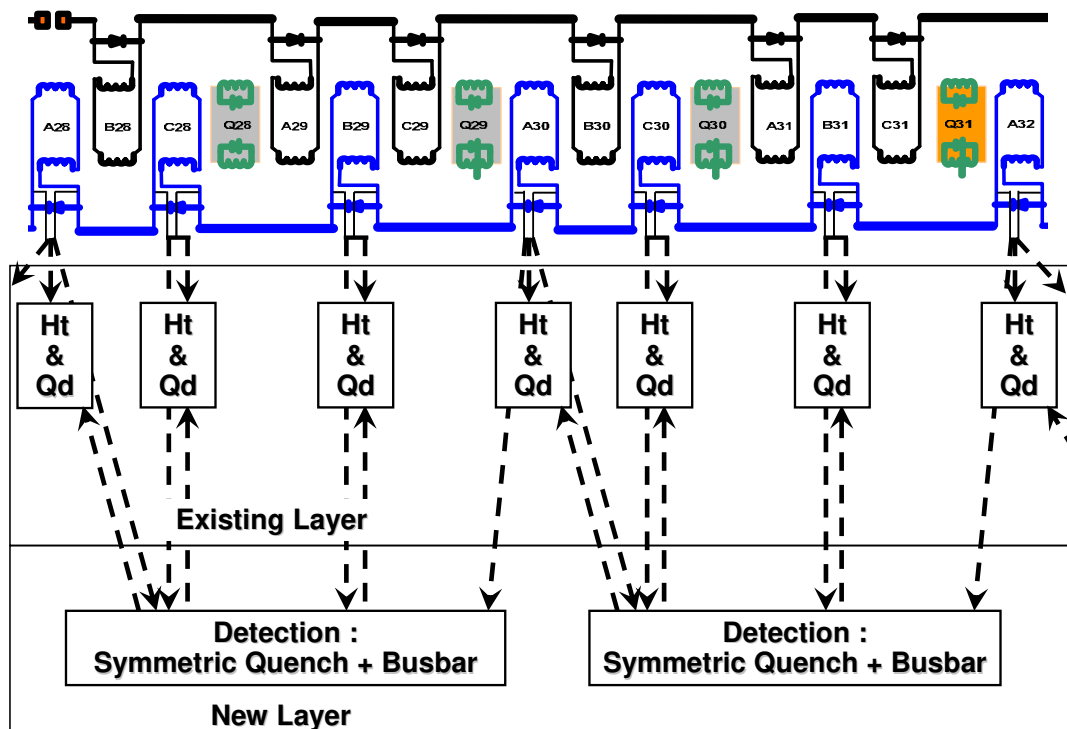 A28 B28 C28 Q28 A29 B29 C29 Q29 A30 B30 C30 Q30 A31 B31 C31 Q31 A32
Ht & Qd
Ht & Qd
Ht & Qd
Ht & Qd
Ht & Qd
Ht & Qd
Ht & Qd
Existing Layer
Detection :
Symmetric Quench + Busbar
Detection :
Symmetric Quench + Busbar
New Layer